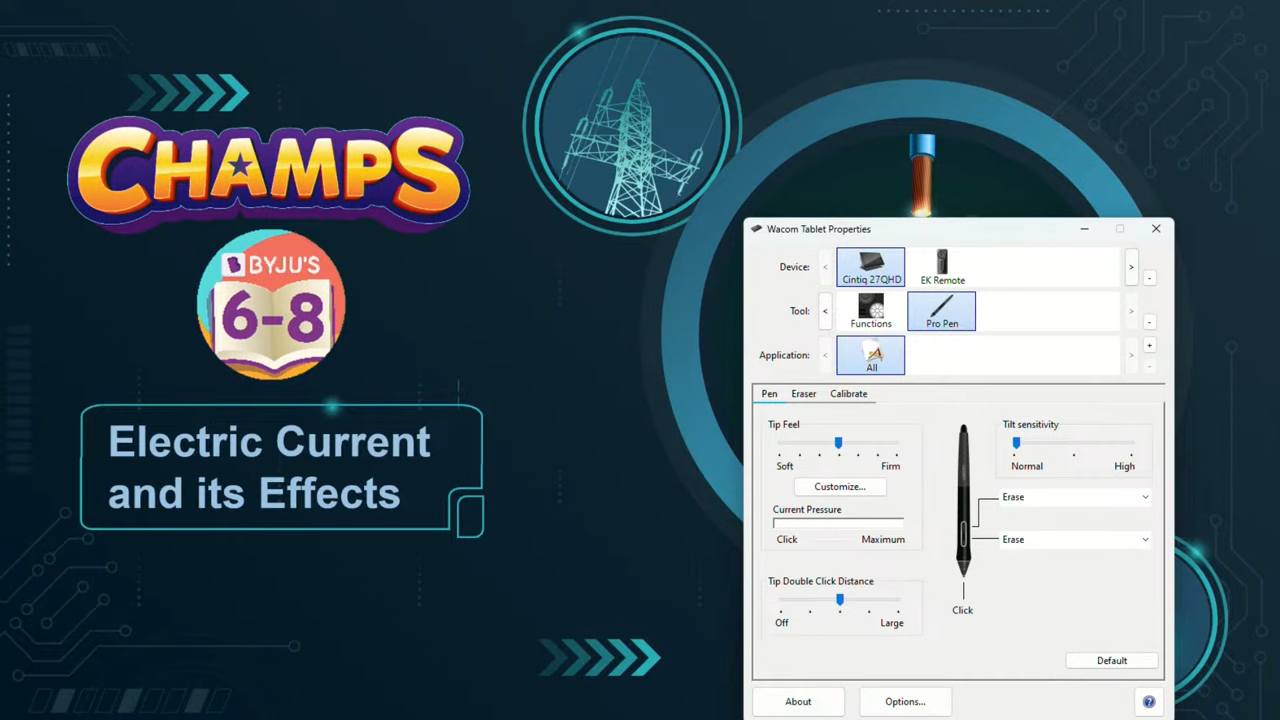 CHAMPS
BYJU'S
6-8
Electric Current
and its Effects
Wacom Tablet Properties
Device:
Cintiq 27QHD
EK Remote
Tool:
Functions
Pro Pen
Application:
All
Pen Eraser Calibrate
Tip Feel
Soft Firm
Customize...
Current Pressure
Click Maximum
Tip Double Click Distance
Off Large
Click
Tilt sensitivity
Normal High
Erase
Erase
Default
About
Options...